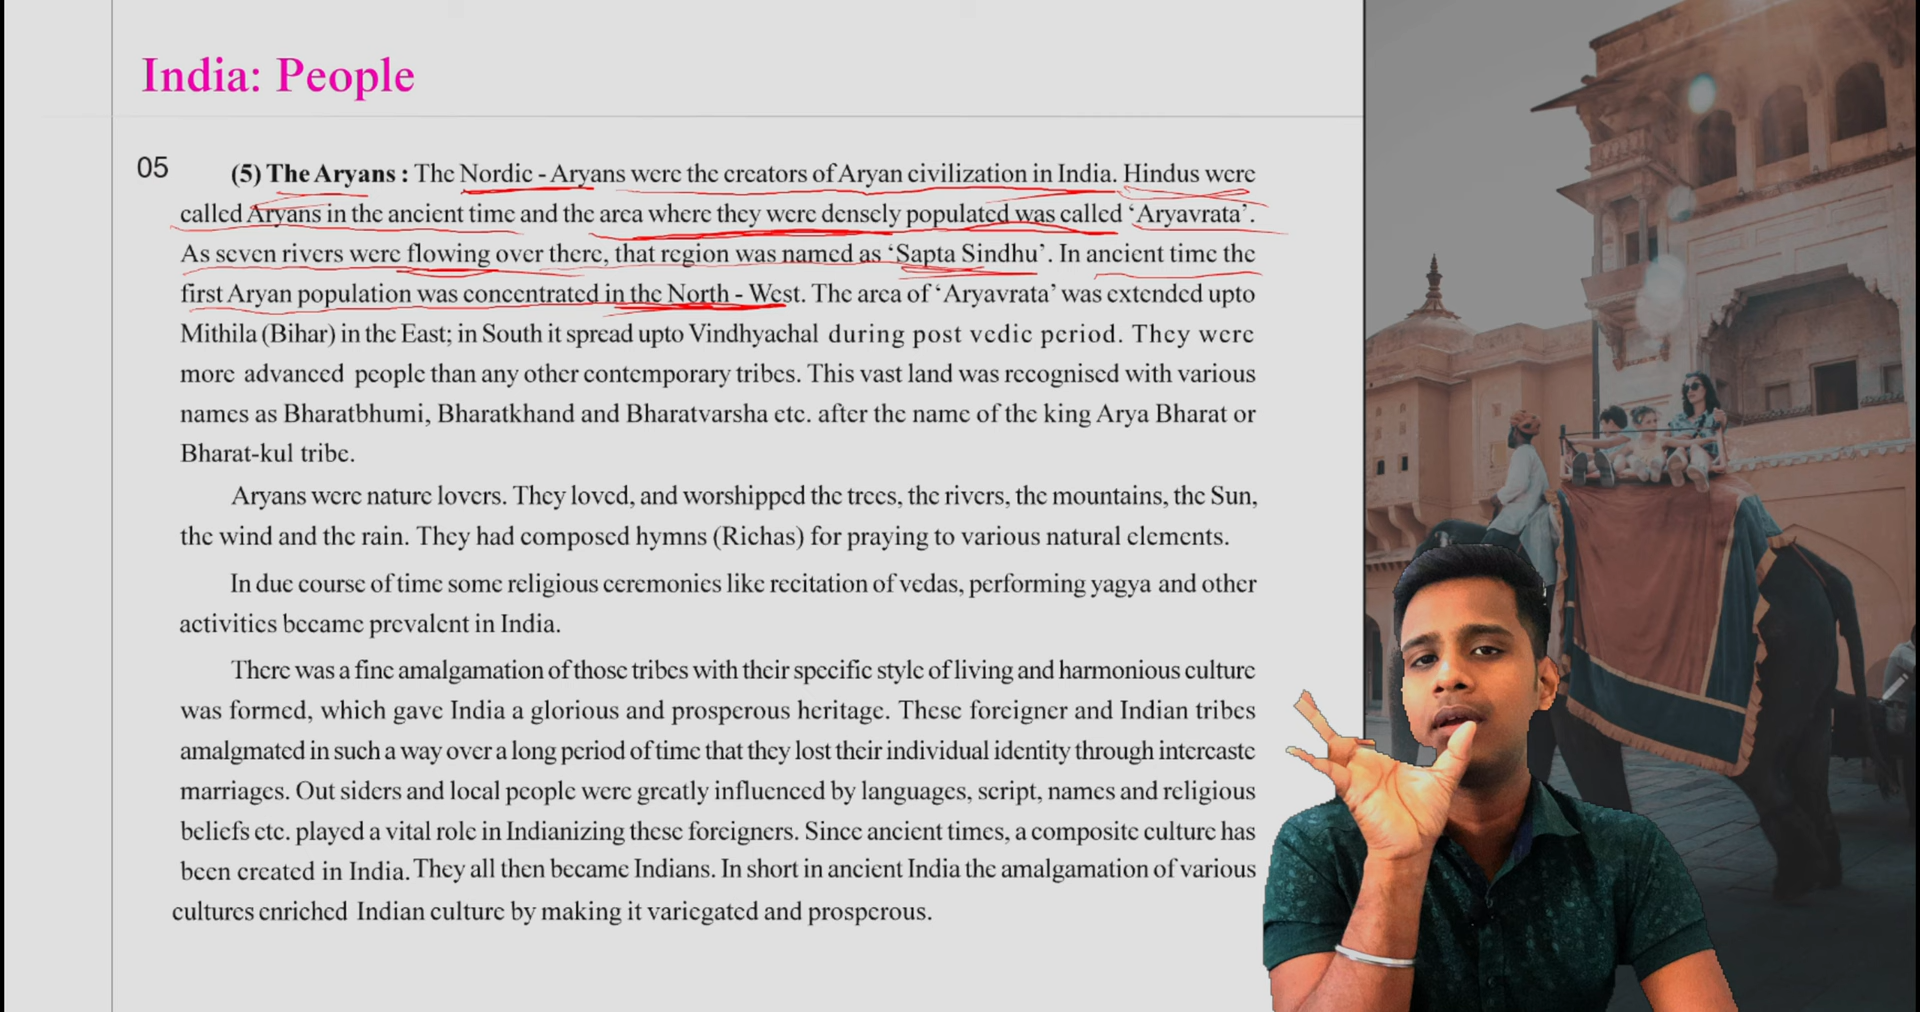 India: People
05
(5) The Aryans : The Nordic - Aryans were the creators of Aryan civilization in India. Hindus were
called Aryans in the ancient time and the area where they were densely populated was called ‘Aryavrata’.
As seven rivers were flowing over there, that region was named as ‘Sapta Sindhu’. In ancient time the
first Aryan population was concentrated in the North - West. The area of ‘Aryavrata’ was extended upto
Mithila (Bihar) in the East; in South it spread upto Vindhyachal during post vedic period. They were
more advanced people than any other contemporary tribes. This vast land was recognised with various
names as Bharatbhumi, Bharatkhand and Bharatvarsha etc. after the name of the king Arya Bharat or
Bharat-kul tribe.
Aryans were nature lovers. They loved, and worshipped the trees, the rivers, the mountains, the Sun,
the wind and the rain. They had composed hymns (Richas) for praying to various natural elements.
In due course of time some religious ceremonies like recitation of vedas, performing yagya and other
activities became prevalent in India.
There was a fine amalgamation of those tribes with their specific style of living and harmonious culture
was formed, which gave India a glorious and prosperous heritage. These foreigner and Indian tribes
amalgmated in such a way over a long period of time that they lost their individual identity through intercaste
marriages. Out siders and local people were greatly influenced by languages, script, names and religious
beliefs etc. played a vital role in Indianizing these foreigners. Since ancient times, a composite culture has
been created in India. They all then became Indians. In short in ancient India the amalgamation of various
cultures enriched Indian culture by making it variegated and prosperous.